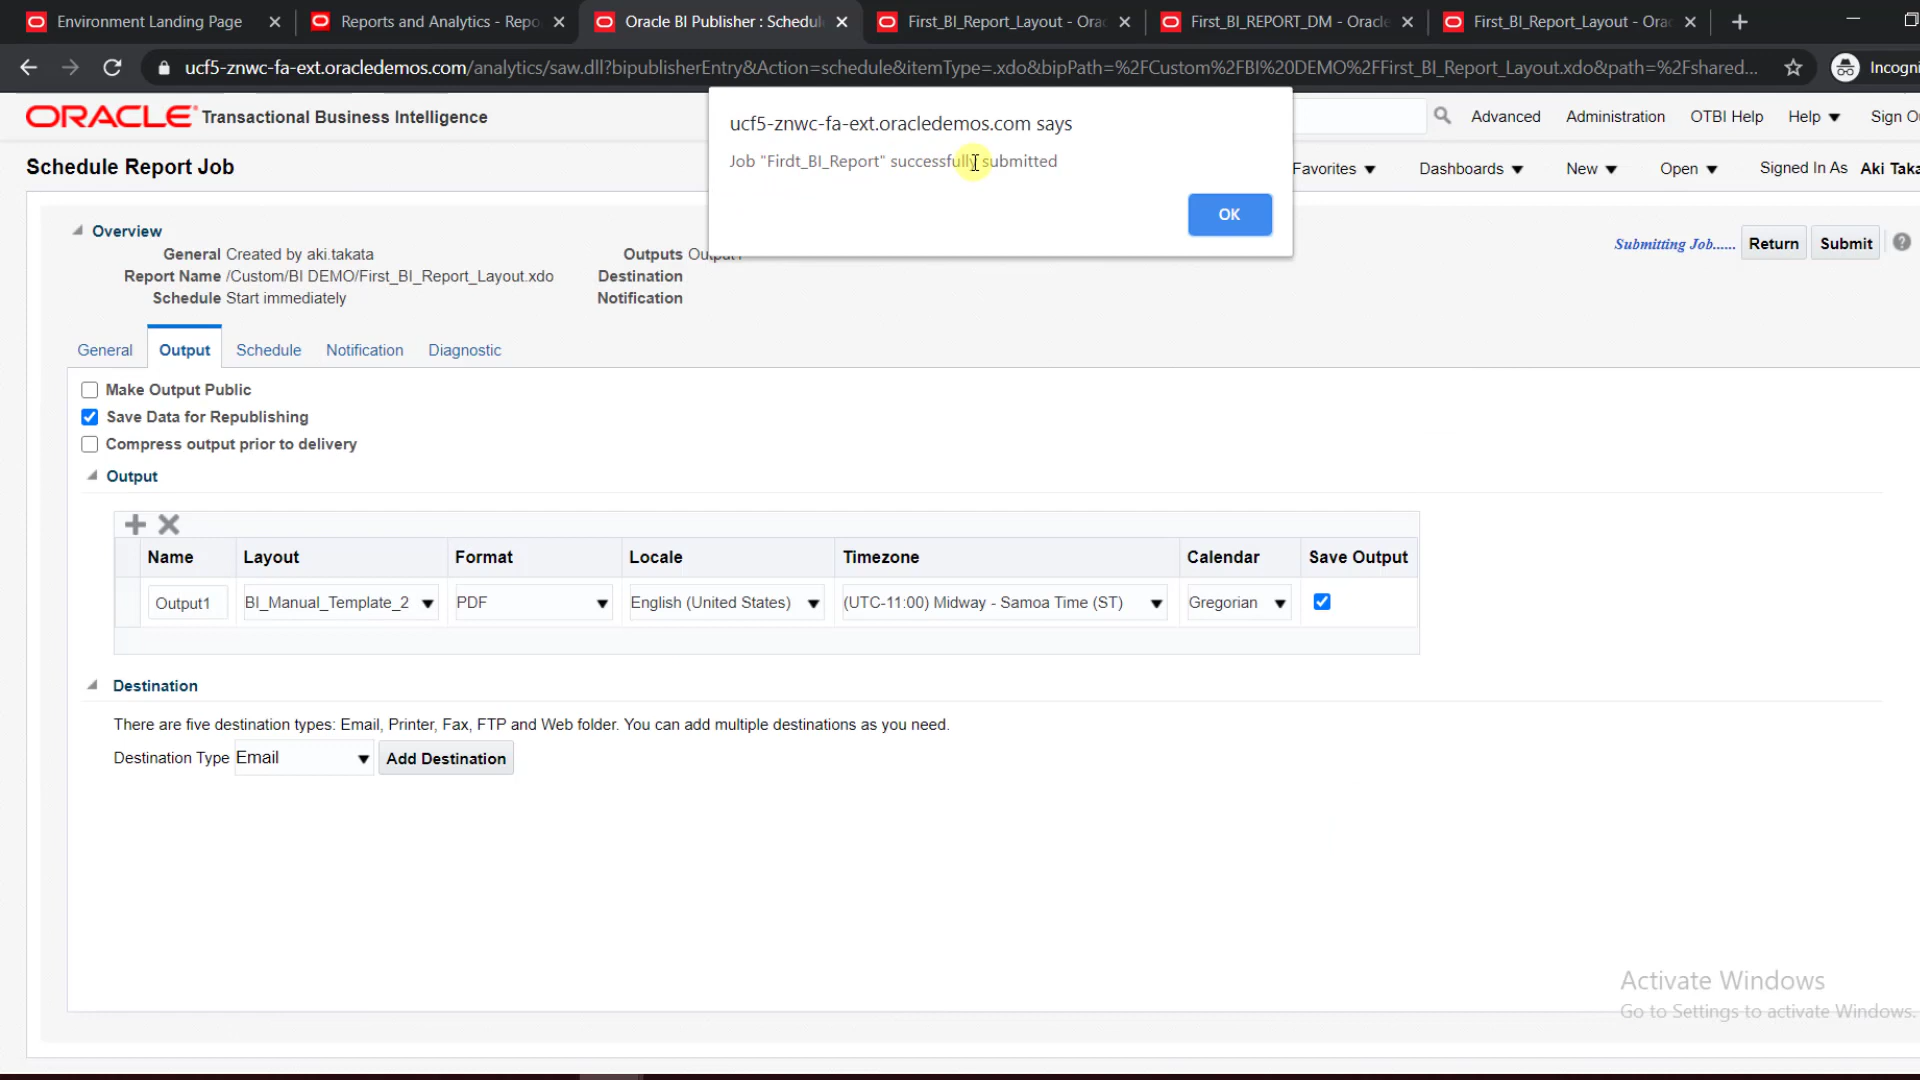 Environment Landing Page
Reports and Analytics - Repo
Oracle BI Publisher : Schedul
First_BI_Report_Layout - Orac
First_BI_REPORT_DM - Oracle
First_BI_Report_Layout - Orac
ucf5-znwc-fa-ext.oracledemos.com/analytics/saw.dll?bipublisherEntry&Action=schedule&itemType=.xdo&bipPath=%2FCustom%2FBI%20DEMO%2FFirst_BI_Report_Layout.xdo&path=%2Fshared...
Incogni
ORACLE Transactional Business Intelligence
Advanced Administration OTBI Help Help Sign O
ucf5-znwc-fa-ext.oracledemos.com says
Job "Firdt_BI_Report" successfully submitted
OK
Schedule Report Job
Favorites Dashboards New Open Signed In As Aki Taka
Overview
Submitting Job...... Return Submit
General Created by aki.takata
Report Name /Custom/BI DEMO/First_BI_Report_Layout.xdo
Schedule Start immediately
Outputs Output1
Destination
Notification
General Output Schedule Notification Diagnostic
Make Output Public
Save Data for Republishing
Compress output prior to delivery
Output
Name Layout Format Locale Timezone Calendar Save Output
Output1 BI_Manual_Template_2 PDF English (United States) (UTC-11:00) Midway - Samoa Time (ST) Gregorian
Destination
There are five destination types: Email, Printer, Fax, FTP and Web folder. You can add multiple destinations as you need.
Destination Type Email Add Destination
Activate Windows
Go to Settings to activate Windows.